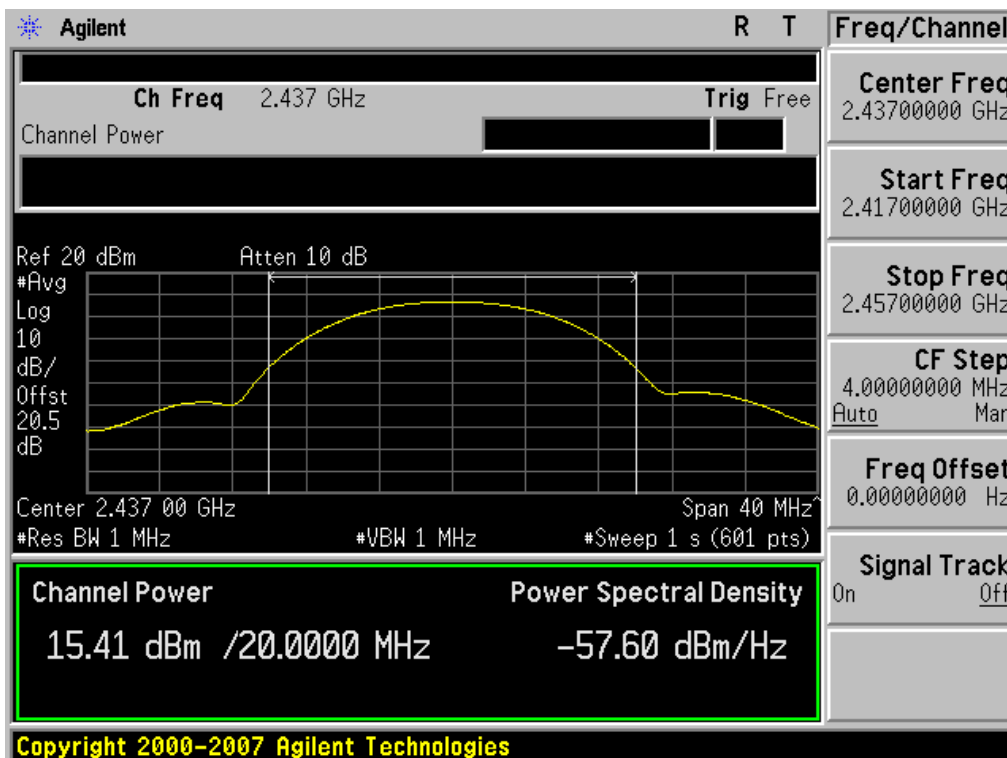 Agilent R T
Ch Freq 2.437 GHz Trig Free
Channel Power
Ref 20 dBm Atten 10 dB
#Avg
Log
10
dB/
Offst
20.5
dB
Center 2.437 00 GHz Span 40 MHz^
#Res BW 1 MHz #VBW 1 MHz #Sweep 1 s (601 pts)
Channel Power Power Spectral Density
15.41 dBm /20.0000 MHz -57.60 dBm/Hz
Copyright 2000-2007 Agilent Technologies
Freq/Channel
Center Freq
2.43700000 GHz
Start Freq
2.41700000 GHz
Stop Freq
2.45700000 GHz
CF Step
4.00000000 MHz
Auto Man
Freq Offset
0.00000000 Hz
Signal Track
On Off